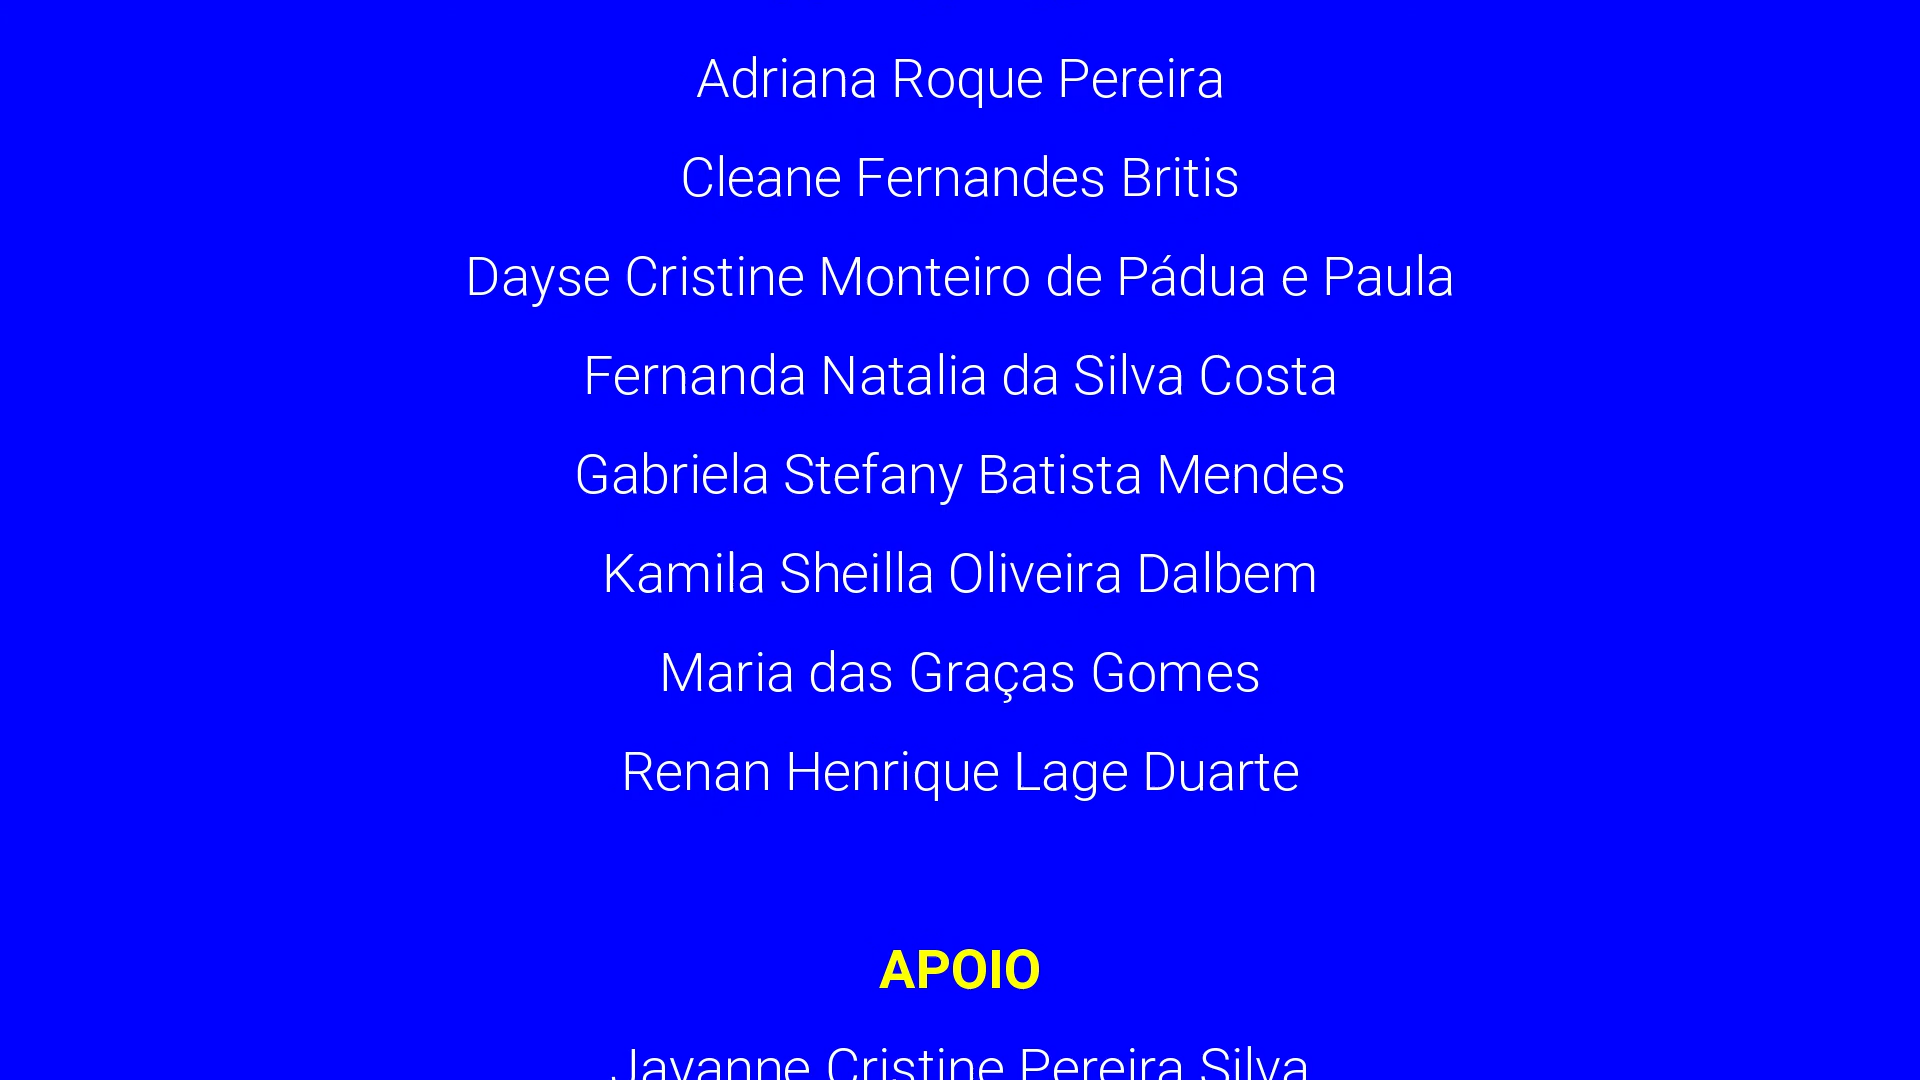 Adriana Roque Pereira
Cleane Fernandes Britis
Dayse Cristine Monteiro de Pádua e Paula
Fernanda Natalia da Silva Costa
Gabriela Stefany Batista Mendes
Kamila Sheilla Oliveira Dalbem
Maria das Graças Gomes
Renan Henrique Lage Duarte
APOIO
Cristine Pereira Silva